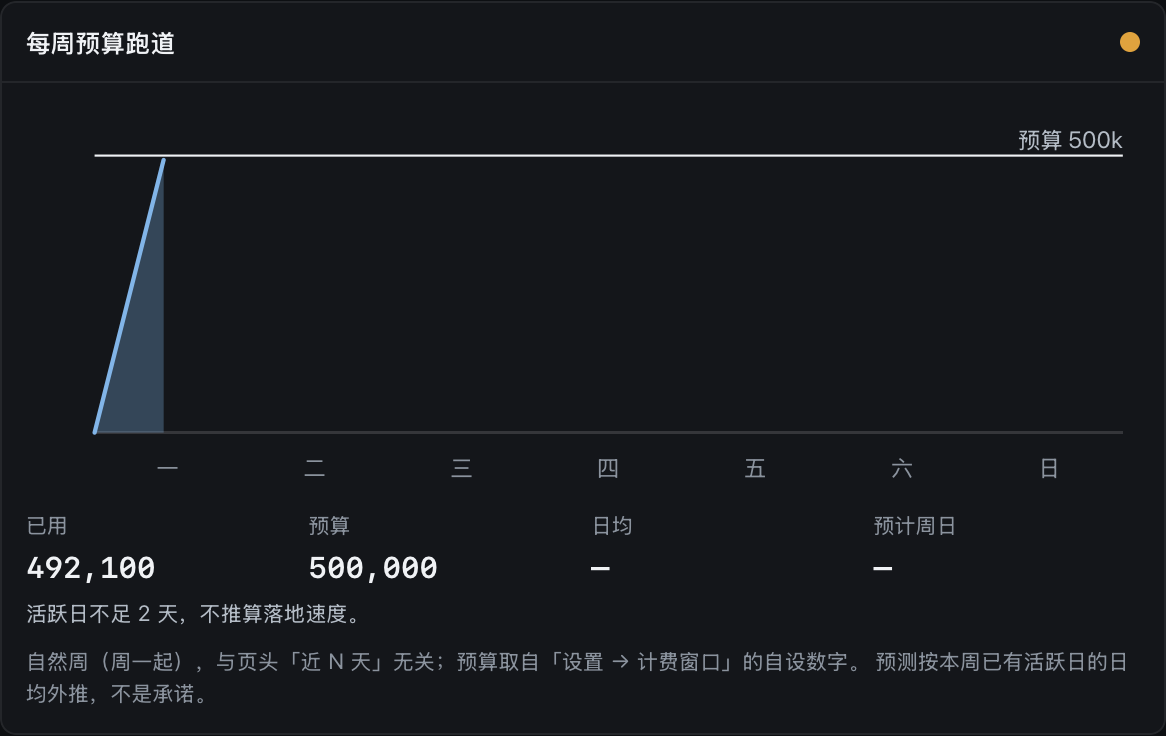 每周预算跑道
预算 500k
一 二 三 四 五 六 日
已用 预算 日均 预计周日
492,100 500,000 — —
活跃日不足 2 天，不推算落地速度。
自然周（周一起），与页头「近 N 天」无关；预算取自「设置 → 计费窗口」的自设数字。 预测按本周已有活跃日的日
均外推，不是承诺。